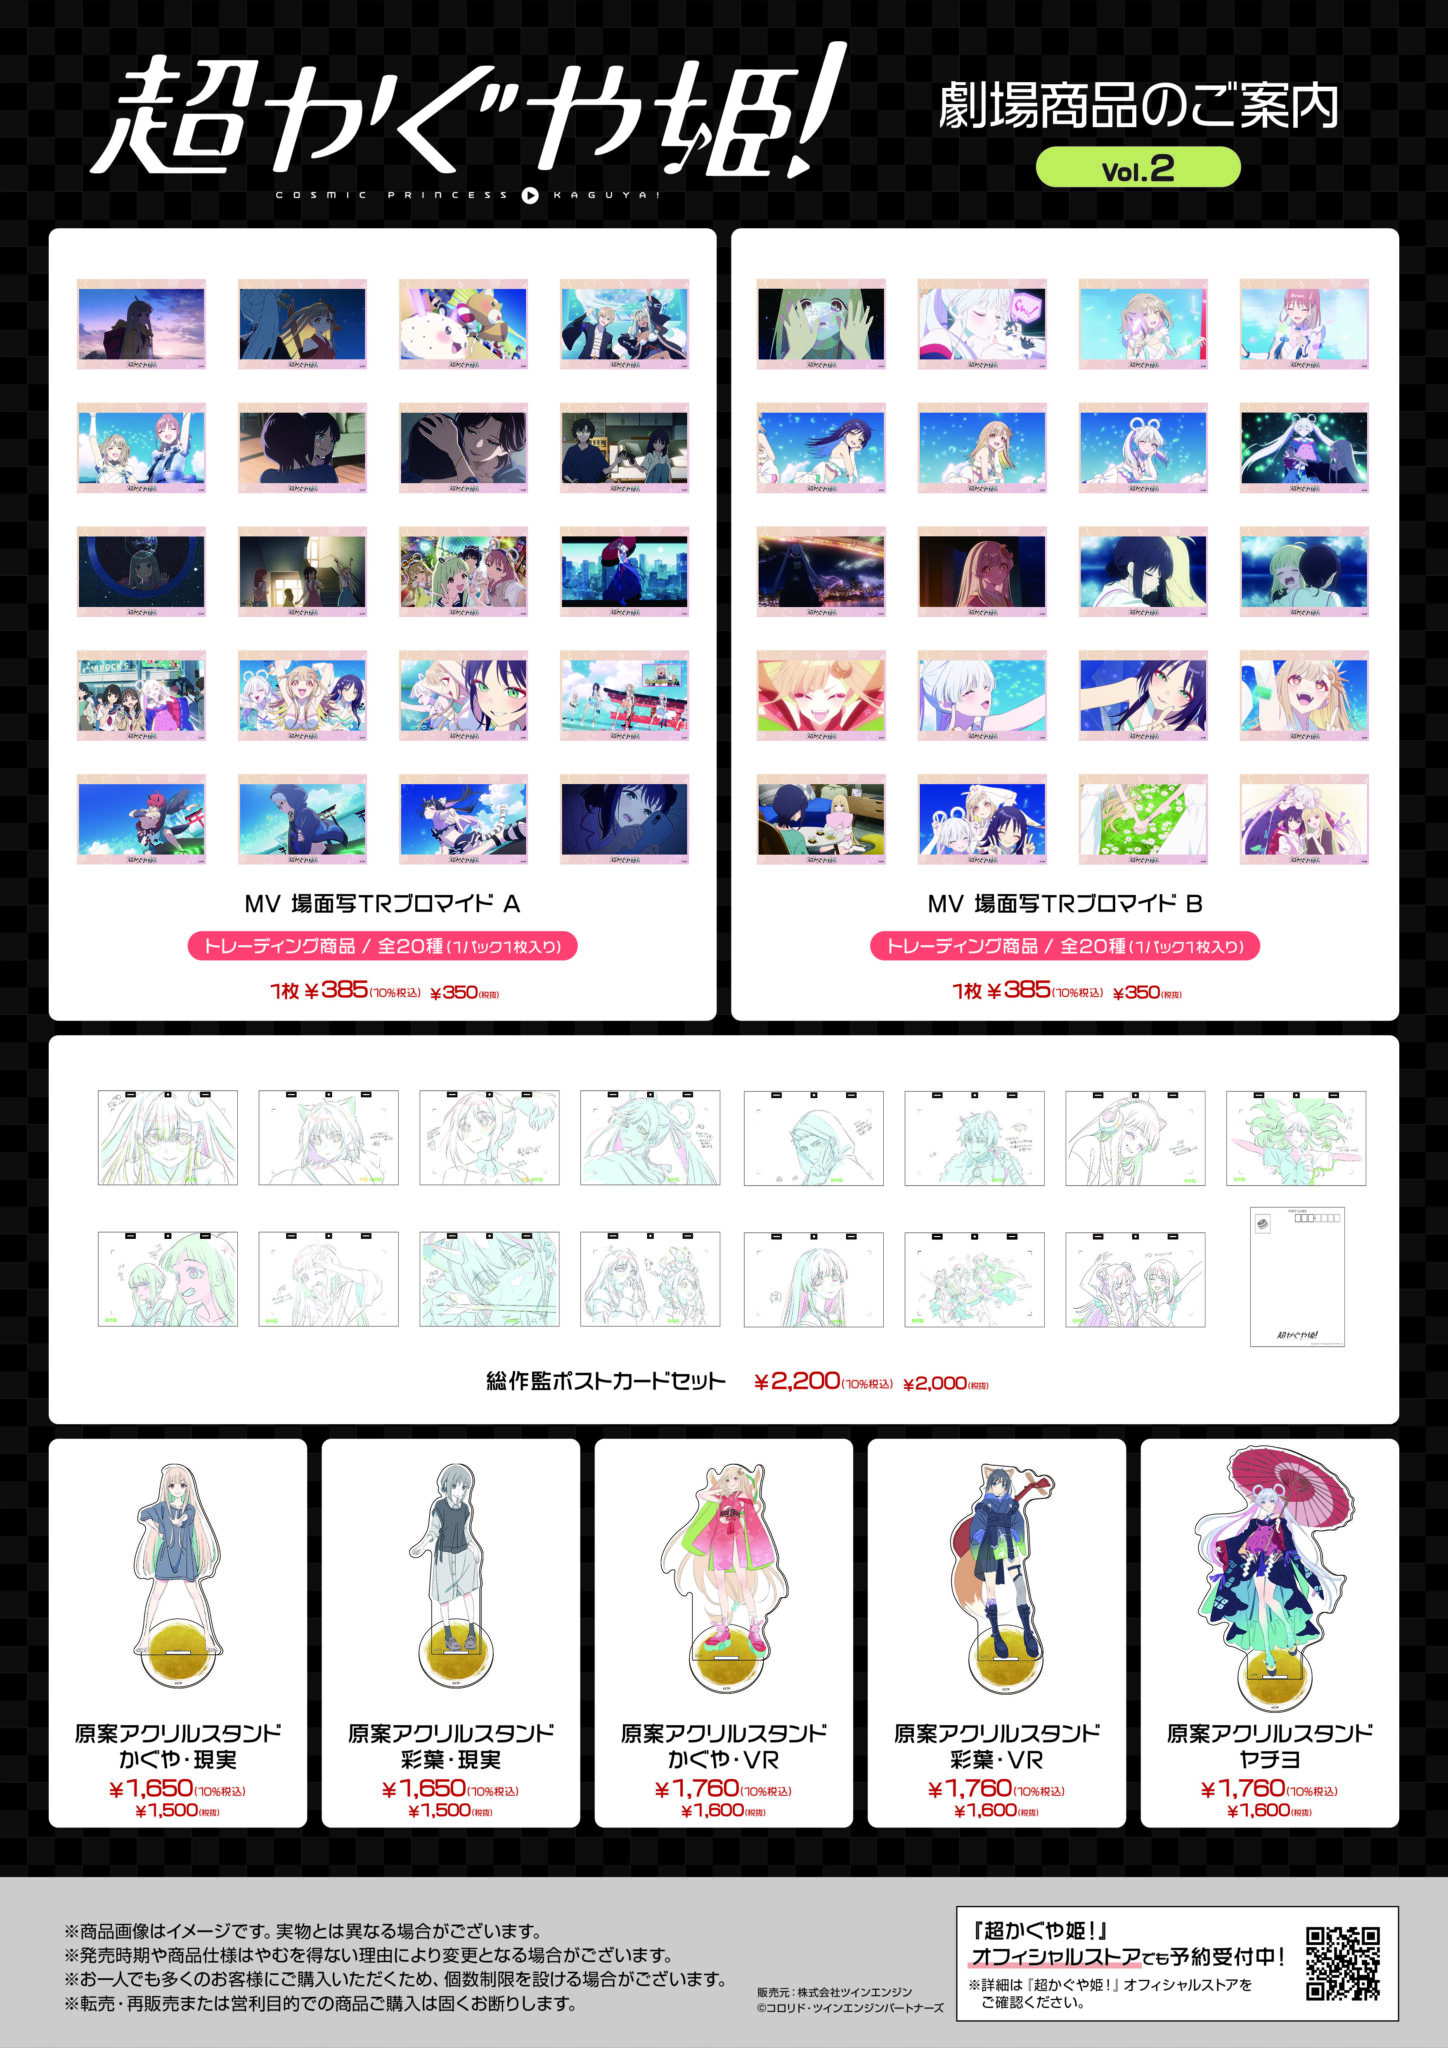 超かぐや姫!
COSMIC PRINCESS KAGUYA!
劇場商品のご案内
Vol.2
MV 場面写TRブロマイド A
トレーディング商品 / 全20種(1パック1枚入り)
1枚 ¥385(10%税込) ¥350(税抜)
MV 場面写TRブロマイド B
トレーディング商品 / 全20種(1パック1枚入り)
1枚 ¥385(10%税込) ¥350(税抜)
POST CARD
超かぐや姫!
総作監ポストカードセット ¥2,200(10%税込) ¥2,000(税抜)
原案アクリルスタンド
かぐや・現実
¥1,650(10%税込)
¥1,500(税抜)
原案アクリルスタンド
彩葉・現実
¥1,650(10%税込)
¥1,500(税抜)
原案アクリルスタンド
かぐや・VR
¥1,760(10%税込)
¥1,600(税抜)
原案アクリルスタンド
彩葉・VR
¥1,760(10%税込)
¥1,600(税抜)
原案アクリルスタンド
ヤチヨ
¥1,760(10%税込)
¥1,600(税抜)
※商品画像はイメージです。実物とは異なる場合がございます。
※発売時期や商品仕様はやむを得ない理由により変更となる場合がございます。
※お一人でも多くのお客様にご購入いただくため、個数制限を設ける場合がございます。
※転売・再販売または営利目的での商品ご購入は固くお断りします。
販売元：株式会社ツインエンジン
©コロリド・ツインエンジンパートナーズ
『超かぐや姫！』
オフィシャルストアでも予約受付中！
※詳細は『超かぐや姫！』オフィシャルストアを
ご確認ください。